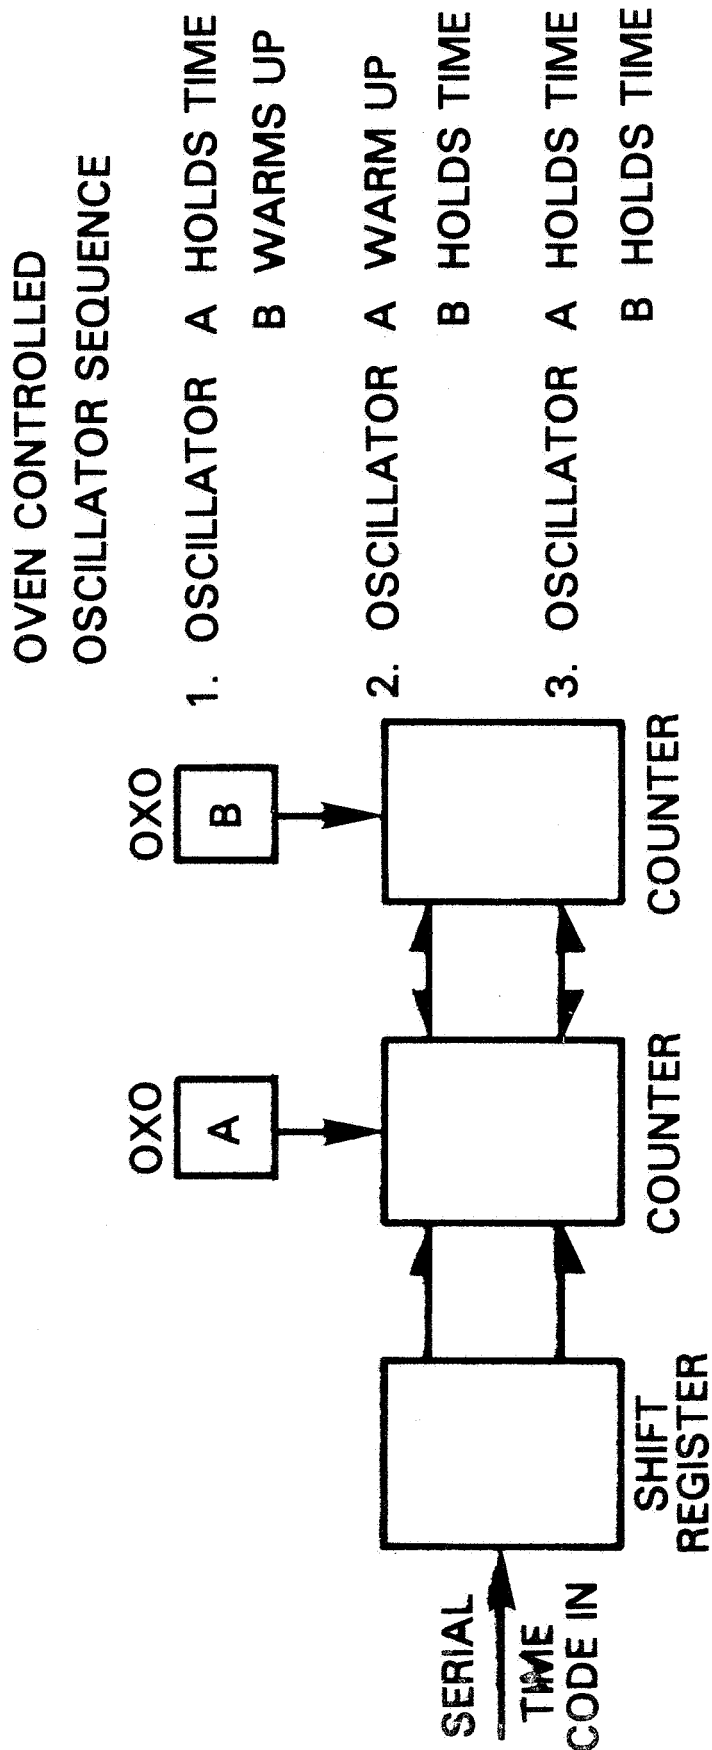 OVEN CONTROLLED
OSCILLATOR SEQUENCE
1. OSCILLATOR A HOLDS TIME
B WARMS UP
2. OSCILLATOR A WARM UP
B HOLDS TIME
3. OSCILLATOR A HOLDS TIME
B HOLDS TIME
OXO
A
OXO
B
SERIAL
TIME
CODE IN
SHIFT
REGISTER
COUNTER
COUNTER